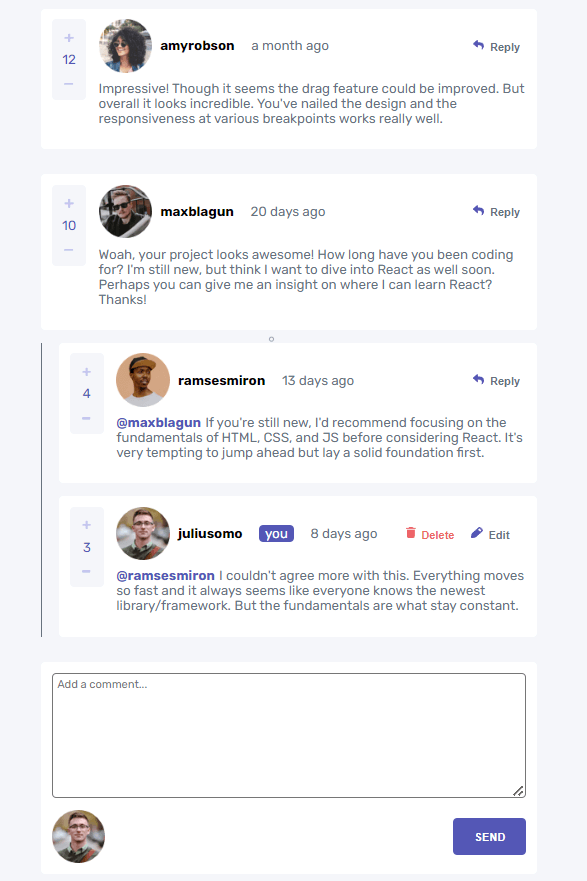 +
12
−
amyrobson a month ago Reply
Impressive! Though it seems the drag feature could be improved. But
overall it looks incredible. You've nailed the design and the
responsiveness at various breakpoints works really well.
+
10
−
maxblagun 20 days ago Reply
Woah, your project looks awesome! How long have you been coding
for? I'm still new, but think I want to dive into React as well soon.
Perhaps you can give me an insight on where I can learn React?
Thanks!
+
4
−
ramsesmiron 13 days ago Reply
@maxblagun If you're still new, I'd recommend focusing on the
fundamentals of HTML, CSS, and JS before considering React. It's
very tempting to jump ahead but lay a solid foundation first.
+
3
−
juliusomo you 8 days ago Delete Edit
@ramsesmiron I couldn't agree more with this. Everything moves
so fast and it always seems like everyone knows the newest
library/framework. But the fundamentals are what stay constant.
Add a comment...
SEND